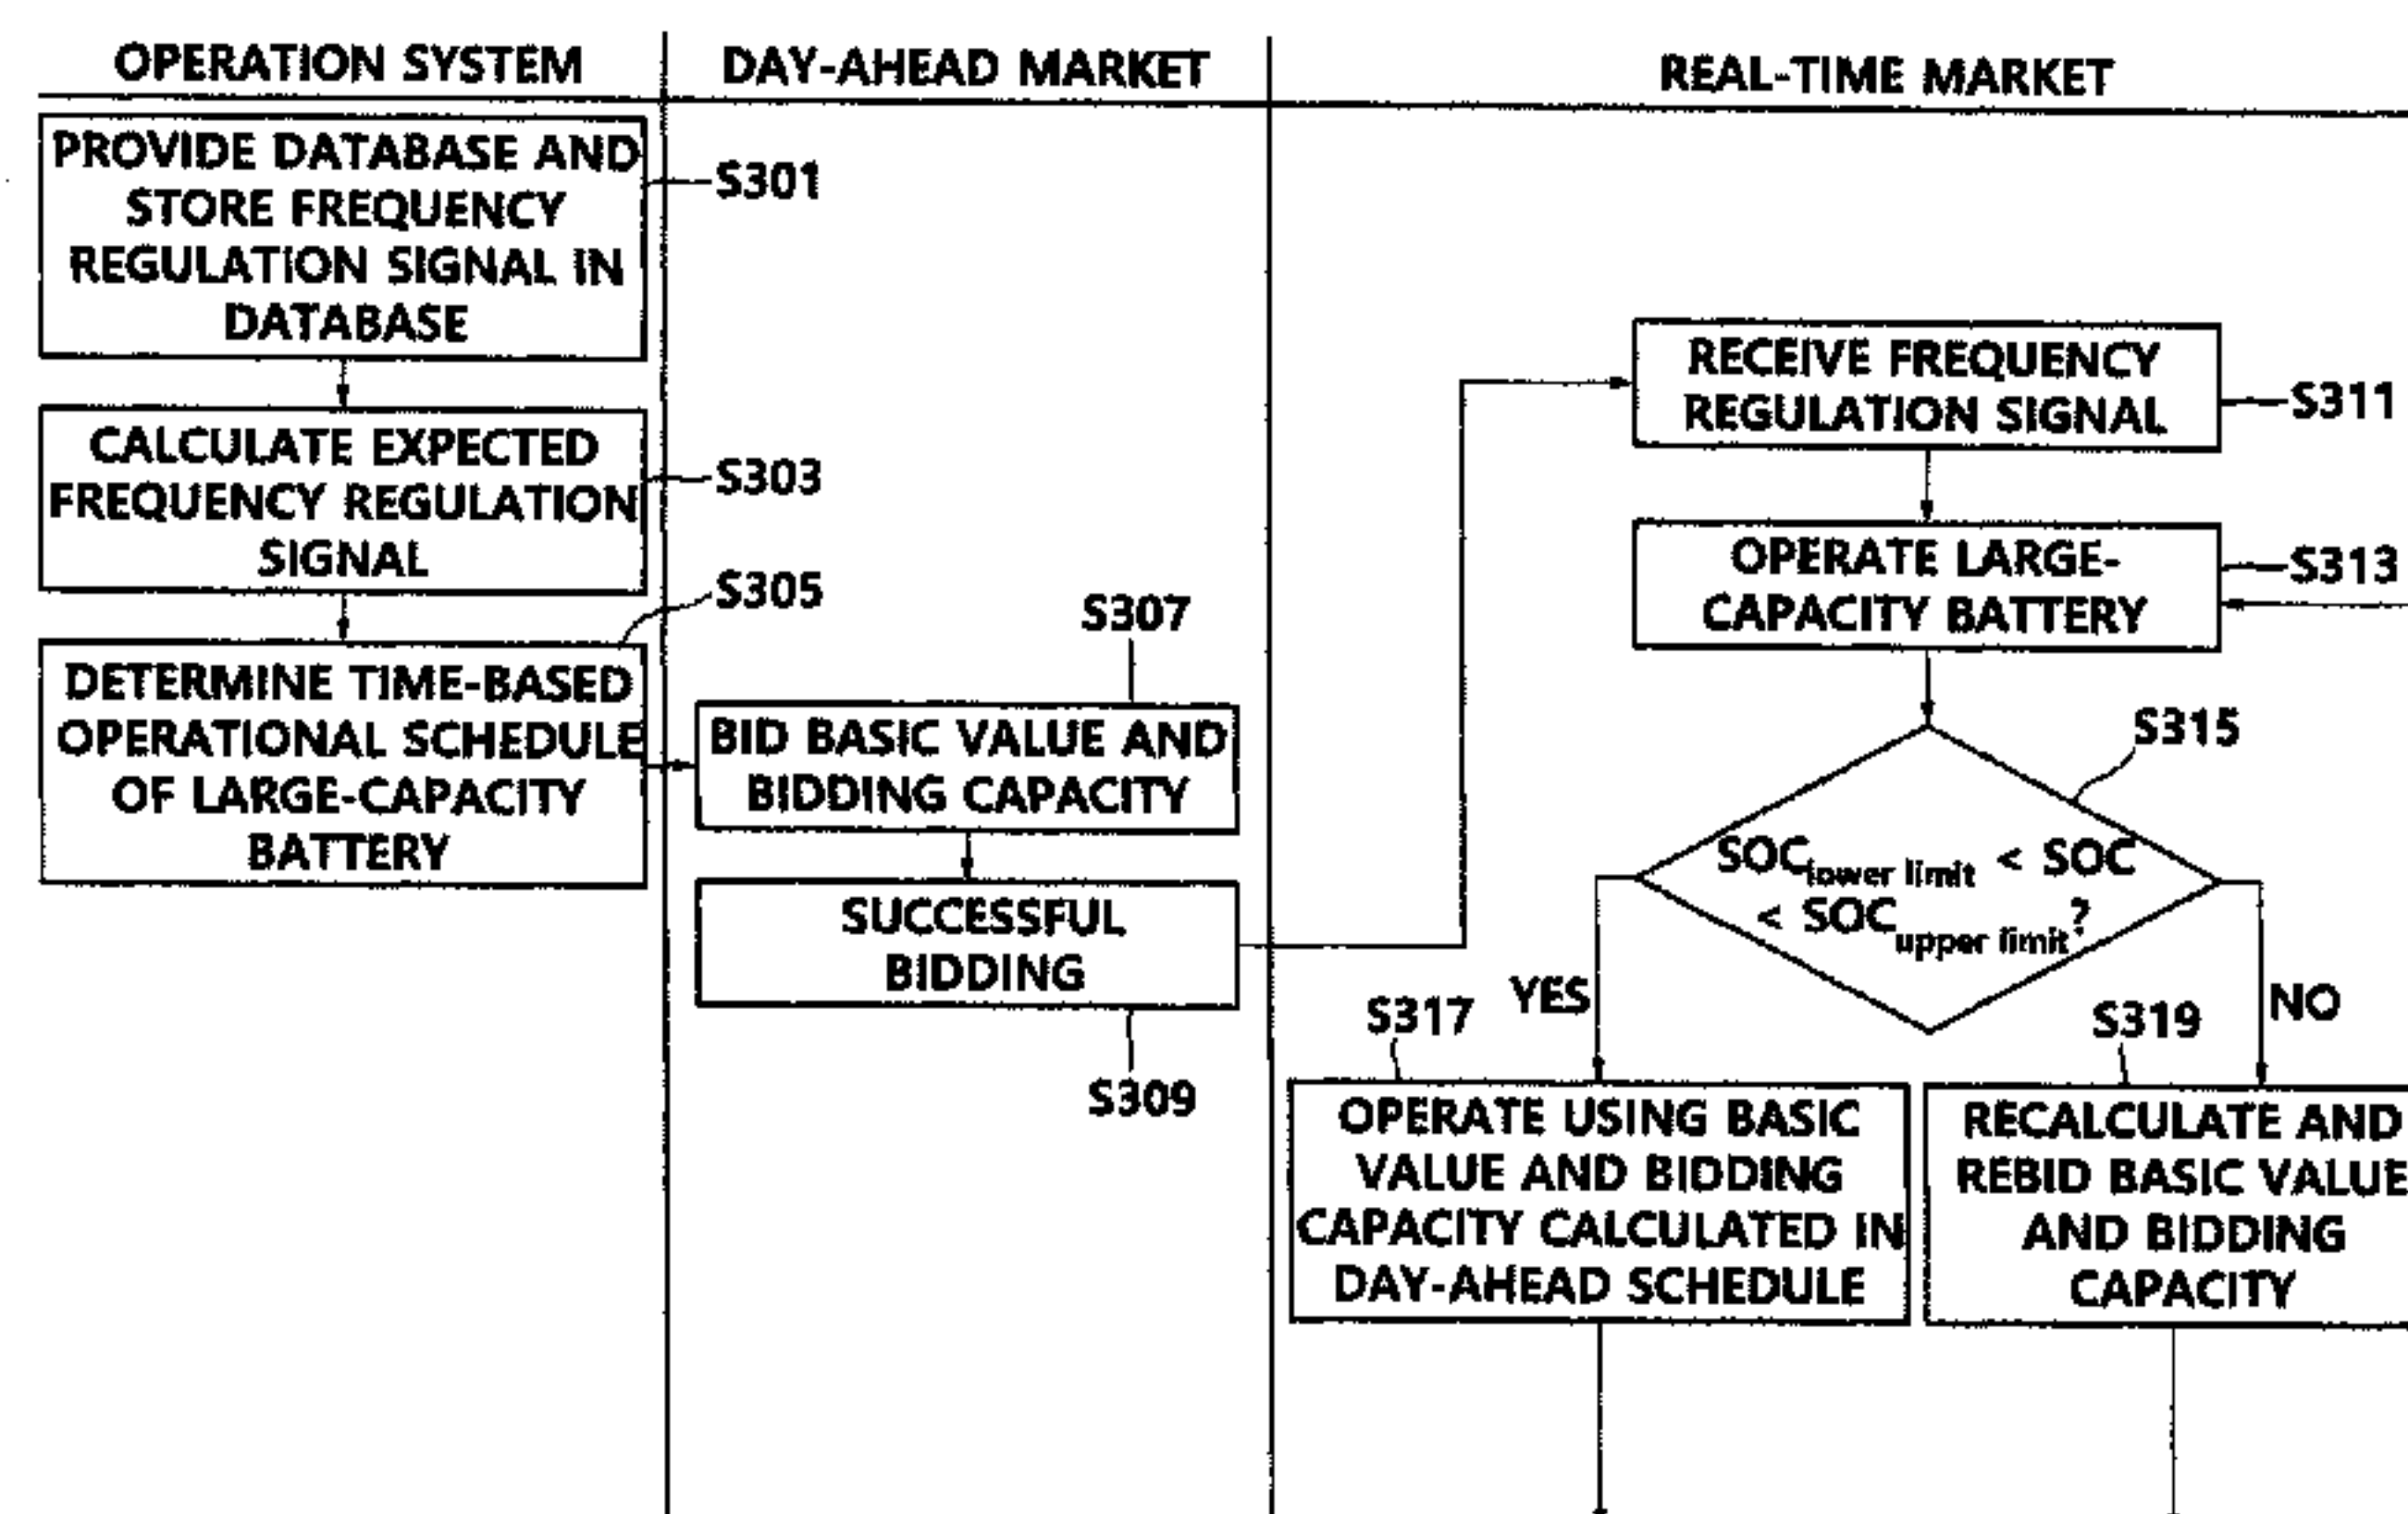 OPERATION SYSTEM
DAY-AHEAD MARKET
REAL-TIME MARKET
PROVIDE DATABASE AND
STORE FREQUENCY
REGULATION SIGNAL IN
DATABASE
S301
CALCULATE EXPECTED
FREQUENCY REGULATION
SIGNAL
S303
S305
DETERMINE TIME-BASED
OPERATIONAL SCHEDULE
OF LARGE-CAPACITY
BATTERY
S307
BID BASIC VALUE AND
BIDDING CAPACITY
SUCCESSFUL
BIDDING
S309
RECEIVE FREQUENCY
REGULATION SIGNAL
S311
OPERATE LARGE-
CAPACITY BATTERY
S313
S315
SOClower limit < SOC
< SOCupper limit?
YES
NO
S317
OPERATE USING BASIC
VALUE AND BIDDING
CAPACITY CALCULATED IN
DAY-AHEAD SCHEDULE
S319
RECALCULATE AND
REBID BASIC VALUE
AND BIDDING
CAPACITY